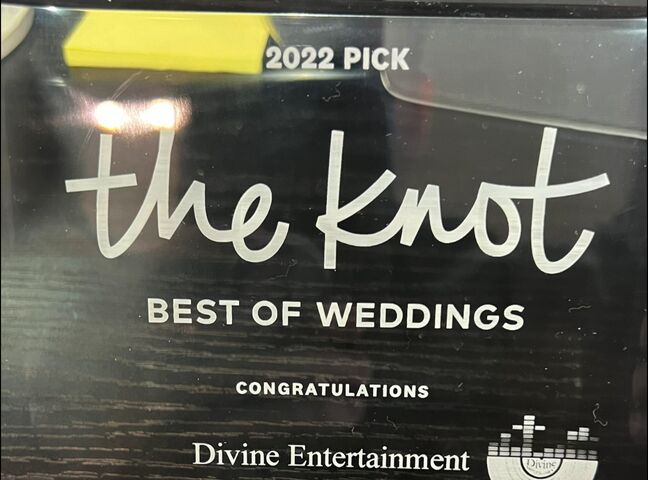 2022 PICK
the knot
BEST OF WEDDINGS
CONGRATULATIONS
Divine Entertainment
Divine